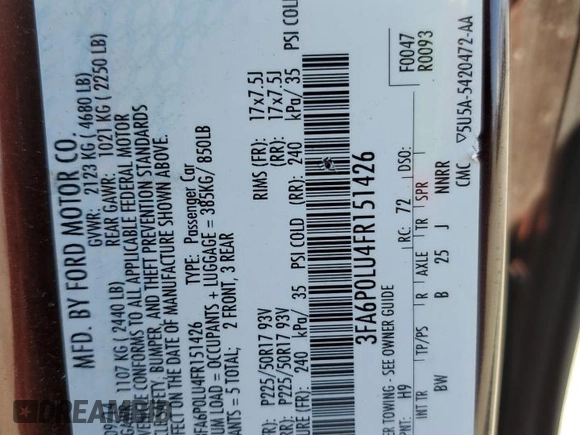 MFD. BY FORD MOTOR CO.
GVWR: 2123 KG ( 4680 LB)
1107 KG ( 2440 LB) REAR GAWR: 1021 KG ( 2250 LB)
CONFORMS TO ALL APPLICABLE FEDERAL MOTOR
SAFETY, BUMPER, AND THEFT PREVENTION STANDARDS
EFFECT ON THE DATE OF MANUFACTURE SHOWN ABOVE.
3FA6P0LU4FR151426 TYPE: Passenger Car
LOAD = OCCUPANTS + LUGGAGE = 385KG/ 850LB
= 5 TOTAL; 2 FRONT, 3 REAR
(FR): P225/50R17 93V RIMS (FR): 17x7.5J
(RR): P225/50R17 93V (RR): 17x7.5J
(FR): 240 kPa/ 35 PSI COLD (RR): 240 kPa/ 35 PSI COLD
3FA6P0LU4FR151426
F0047
R0093
TOWING - SEE OWNER GUIDE
H9 RC: 72 DSO:
INT TR TP/PS R AXLE TR SPR
BW B 25 J NNRR
CMC ▽5U5A-5420472-AA
DREAMBID